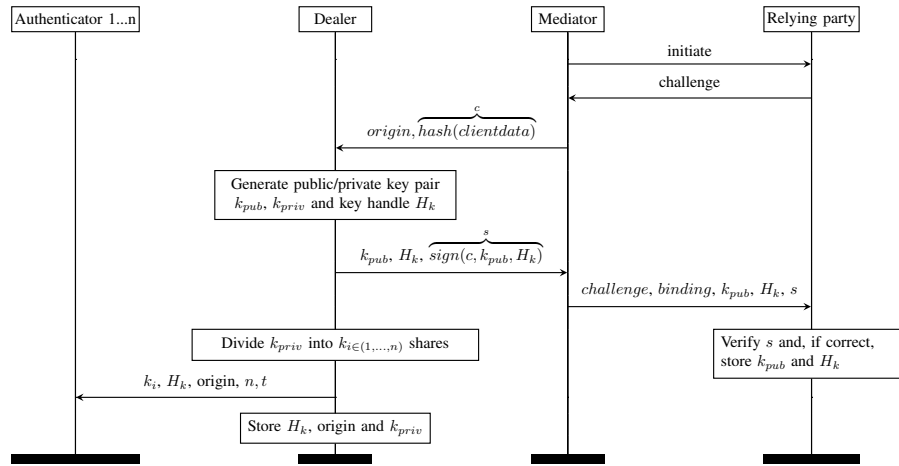 Authenticator 1...n
Dealer
Mediator
Relying party
initiate
challenge
c
origin, hash(clientdata)
Generate public/private key pair
k_pub, k_priv and key handle H_k
s
k_pub, H_k, sign(c, k_pub, H_k)
challenge, binding, k_pub, H_k, s
Divide k_priv into k_i∈(1,...,n) shares
Verify s and, if correct,
store k_pub and H_k
k_i, H_k, origin, n, t
Store H_k, origin and k_priv